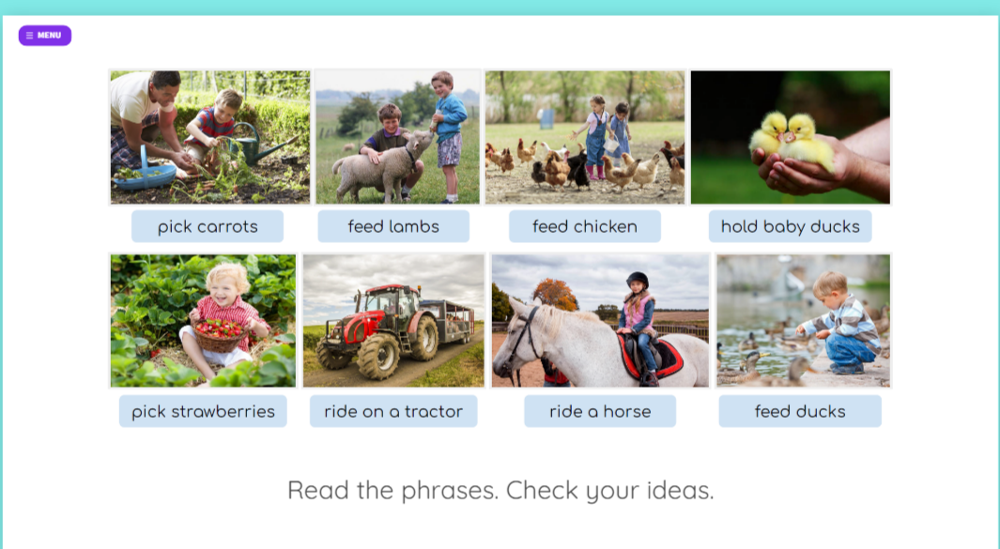 ☰ MENU
pick carrots
feed lambs
feed chicken
hold baby ducks
pick strawberries
ride on a tractor
ride a horse
feed ducks
Read the phrases. Check your ideas.